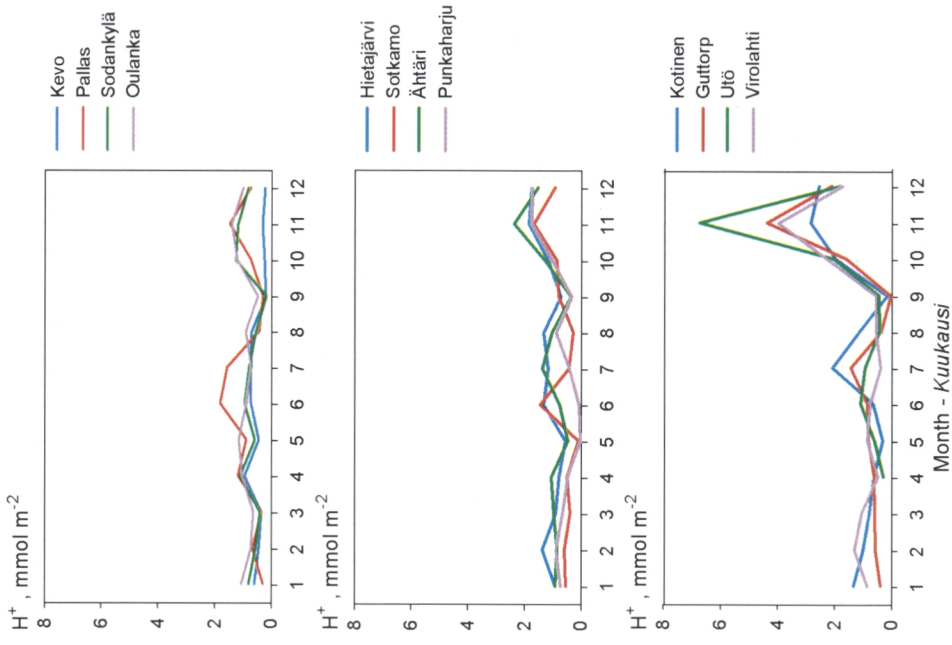 H⁺ , mmol m⁻²
8
6
4
2
0
1 2 3 4 5 6 7 8 9 10 11 12
Kevo
Pallas
Sodankylä
Oulanka
H⁺ , mmol m⁻²
8
6
4
2
0
1 2 3 4 5 6 7 8 9 10 11 12
Hietajärvi
Sotkamo
Ähtäri
Punkaharju
H⁺ , mmol m⁻²
8
6
4
2
0
1 2 3 4 5 6 7 8 9 10 11 12
Month - Kuukausi
Kotinen
Guttorp
Utö
Virolahti